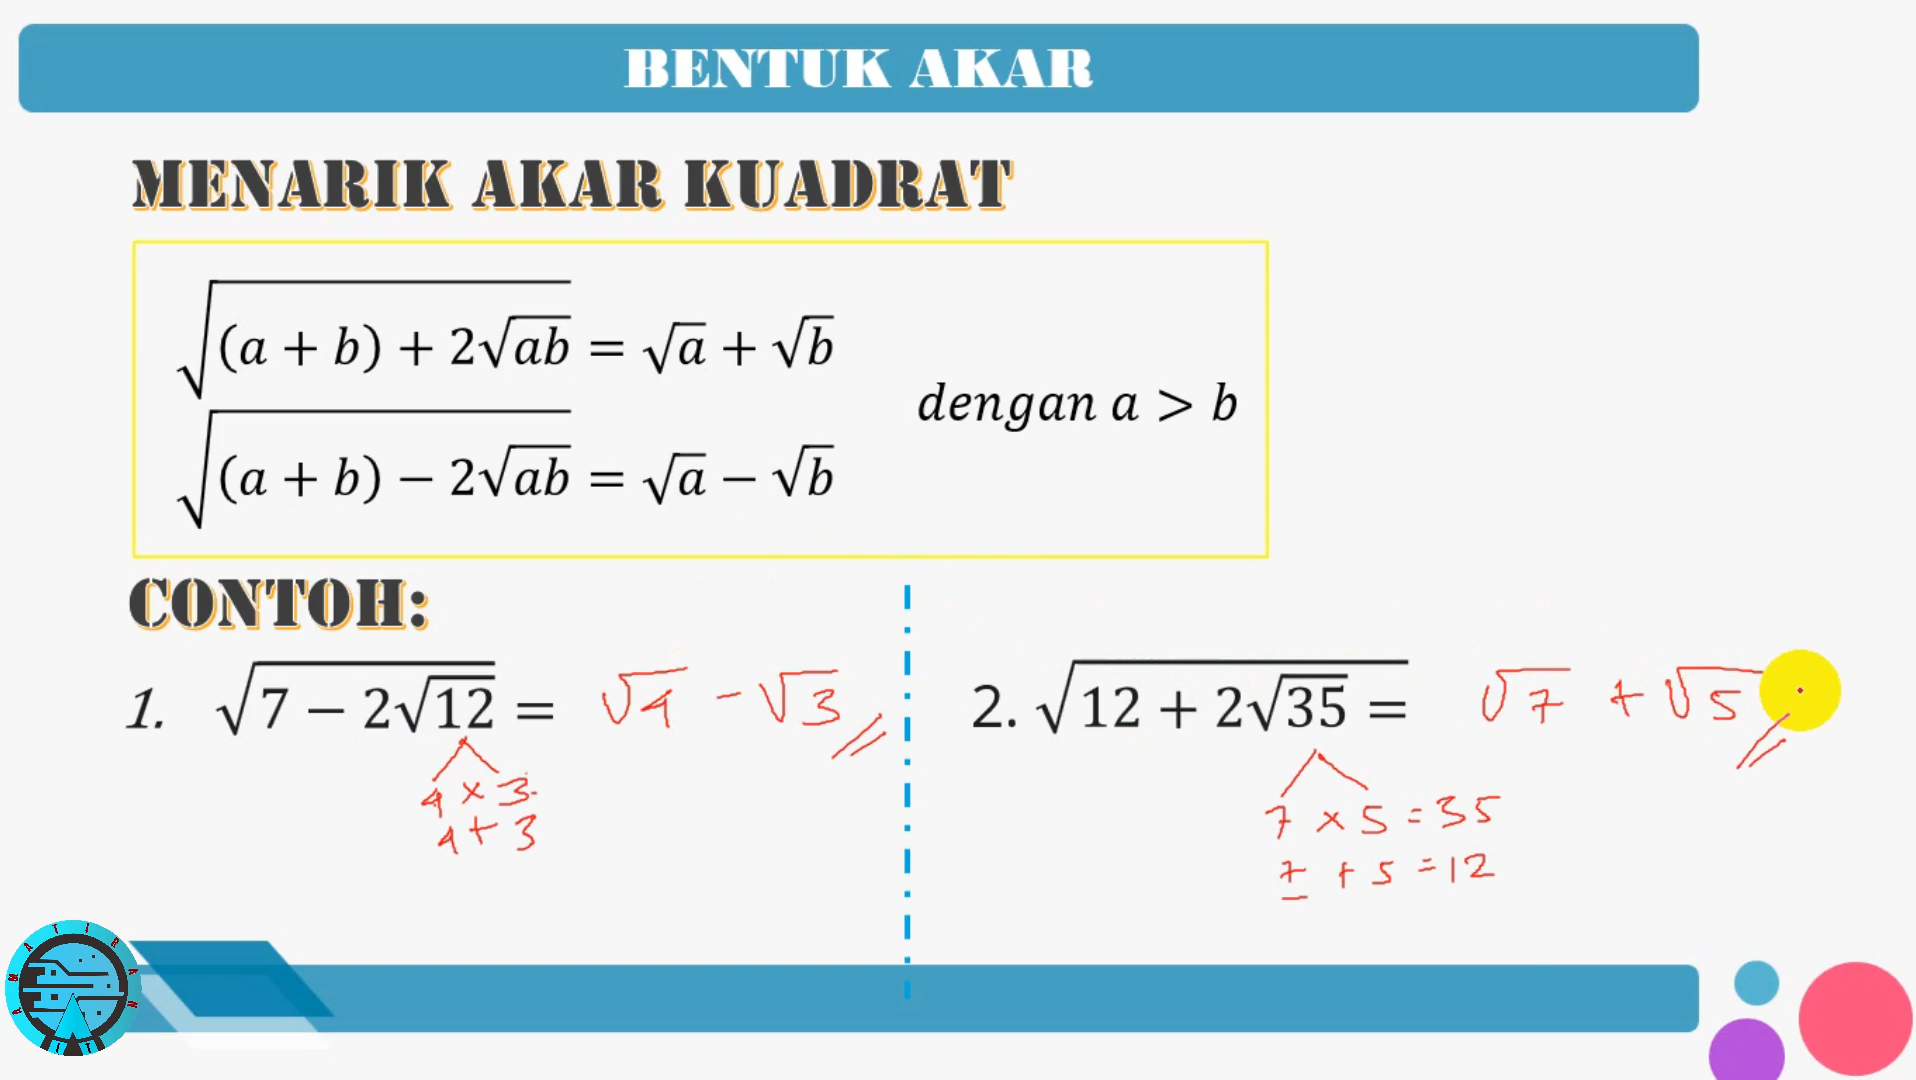 BENTUK AKAR
MENARIK AKAR KUADRAT
√((a + b) + 2√(ab)) = √a + √b
dengan a > b
√((a + b) − 2√(ab)) = √a − √b
CONTOH:
1. √(7 − 2√12) = √4 - √3
4 × 3
4 + 3
2. √(12 + 2√35) = √7 + √5
7 × 5 = 35
7 + 5 = 12